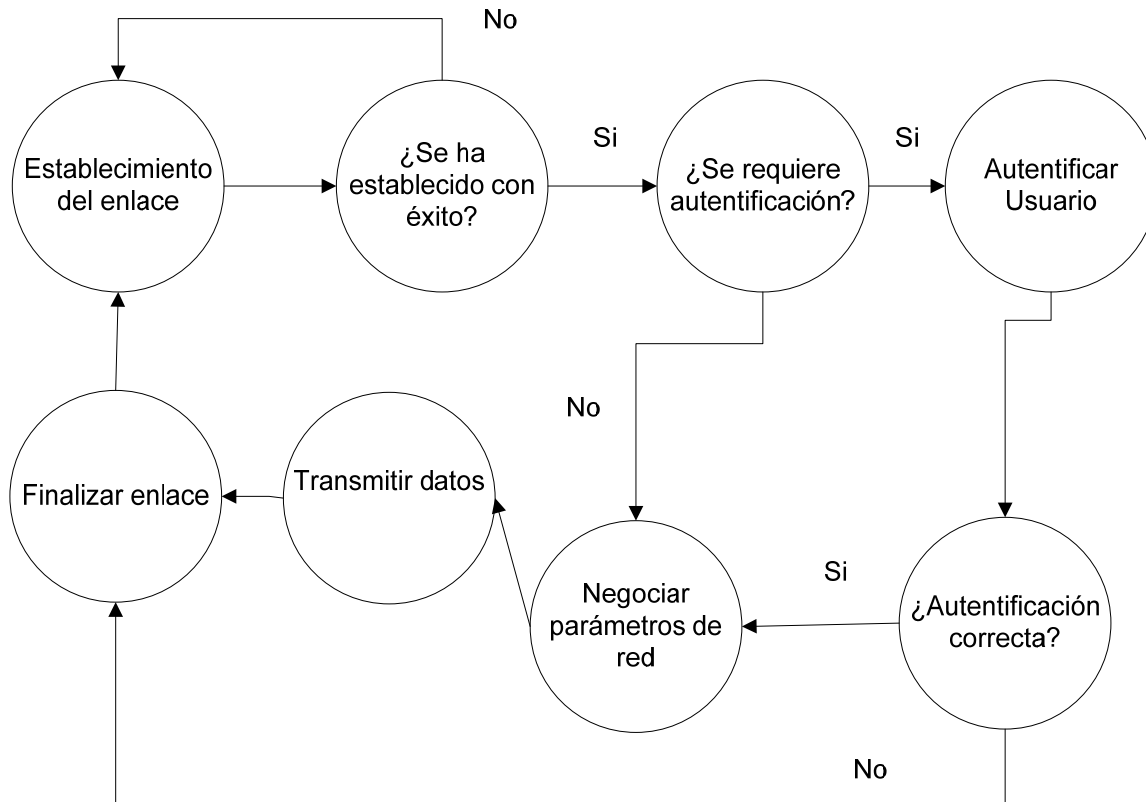 No
Establecimiento
del enlace
¿Se ha
establecido con
éxito?
Si
¿Se requiere
autentificación?
Si
Autentificar
Usuario
No
Finalizar enlace
Transmitir datos
Negociar
parámetros de
red
Si
¿Autentificación
correcta?
No